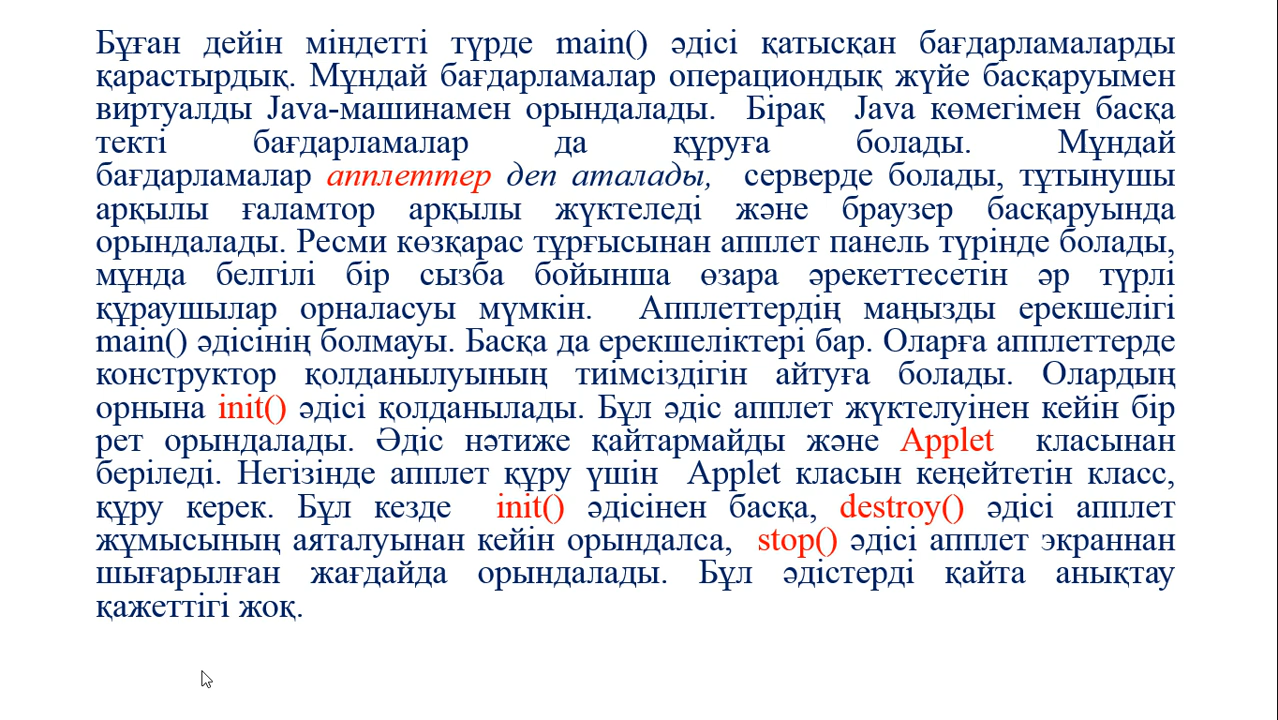 Бұған дейін міндетті түрде main() әдісі қатысқан бағдарламаларды
қарастырдық. Мұндай бағдарламалар операциондық жүйе басқаруымен
виртуалды Java-машинамен орындалады. Бірақ Java көмегімен басқа
текті бағдарламалар да құруға болады. Мұндай
бағдарламалар апплеттер деп аталады, серверде болады, тұтынушы
арқылы ғаламтор арқылы жүктеледі және браузер басқаруында
орындалады. Ресми көзқарас тұрғысынан апплет панель түрінде болады,
мұнда белгілі бір сызба бойынша өзара әрекеттесетін әр түрлі
құраушылар орналасуы мүмкін. Апплеттердің маңызды ерекшелігі
main() әдісінің болмауы. Басқа да ерекшеліктері бар. Оларға апплеттерде
конструктор қолданылуының тиімсіздігін айтуға болады. Олардың
орнына init() әдісі қолданылады. Бұл әдіс апплет жүктелуінен кейін бір
рет орындалады. Әдіс нәтиже қайтармайды және Applet класынан
беріледі. Негізінде апплет құру үшін Applet класын кеңейтетін класс,
құру керек. Бұл кезде init() әдісінен басқа, destroy() әдісі апплет
жұмысының аяталуынан кейін орындалса, stop() әдісі апплет экраннан
шығарылған жағдайда орындалады. Бұл әдістерді қайта анықтау
қажеттігі жоқ.